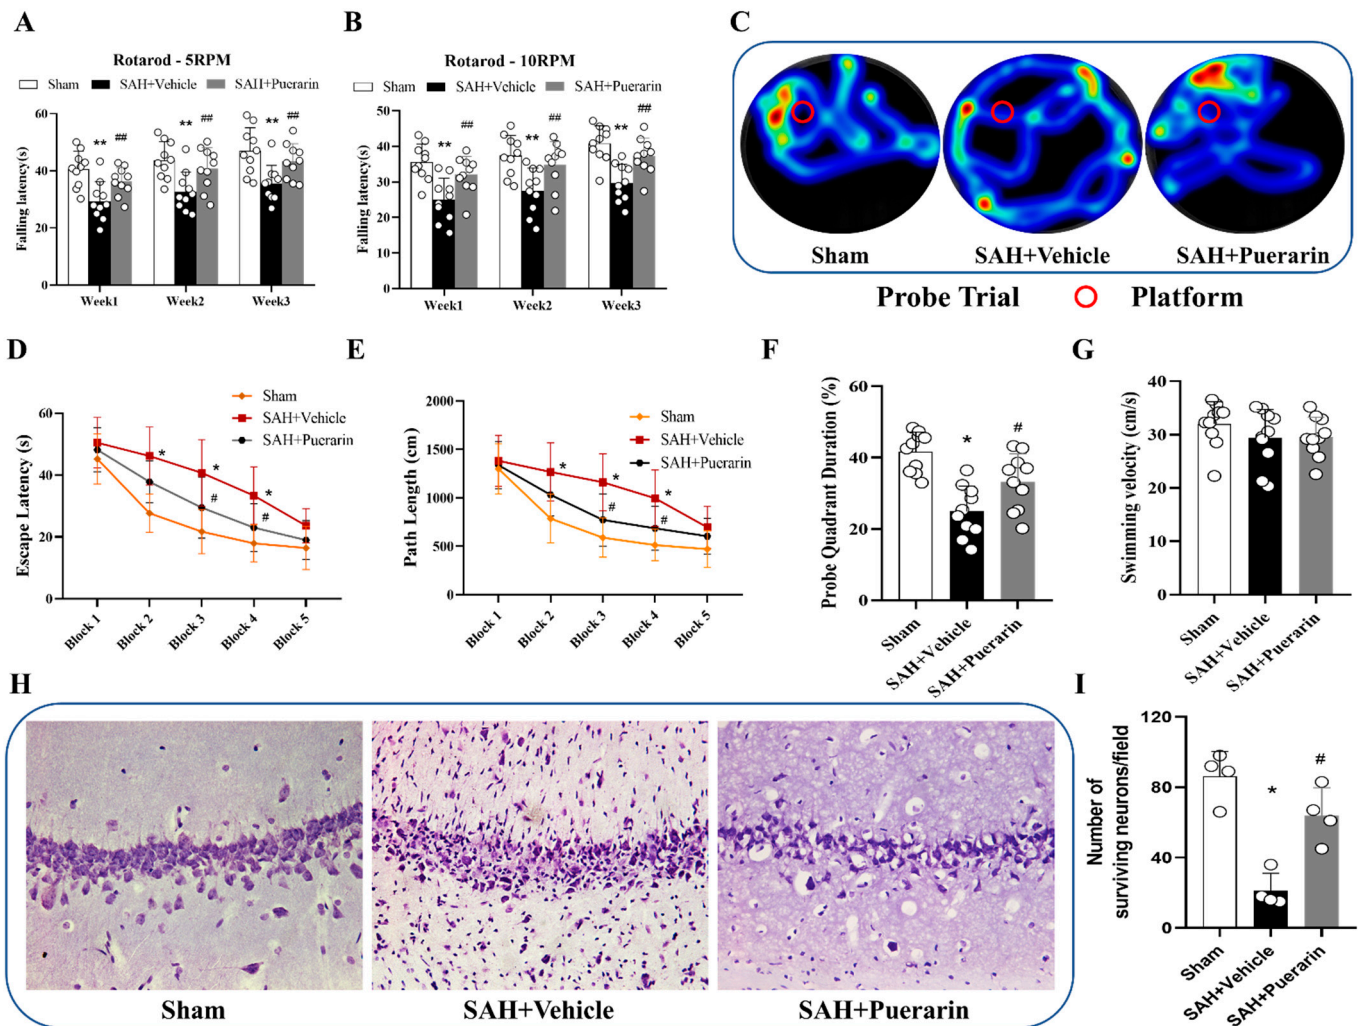 A
Rotarod - 5RPM
Sham SAH+Vehicle SAH+Puerarin
Falling latency(s)
60
40
20
0
** ## ** ## ** ##
Week1 Week2 Week3
B
Rotarod - 10RPM
Sham SAH+Vehicle SAH+Puerarin
Falling latency(s)
50
40
30
20
10
0
** ## ** ## ** ##
Week1 Week2 Week3
C
Sham SAH+Vehicle SAH+Puerarin
Probe Trial Platform
D
Sham
SAH+Vehicle
SAH+Puerarin
Escape Latency (s)
60
40
20
0
* * *
# #
Block 1 Block 2 Block 3 Block 4 Block 5
E
Sham
SAH+Vehicle
SAH+Puerarin
Path Length (cm)
2000
1500
1000
500
0
* * *
# #
Block 1 Block 2 Block 3 Block 4 Block 5
F
Probe Quadrant Duration (%)
60
40
20
0
* #
Sham SAH+Vehicle SAH+Puerarin
G
Swimming velocity (cm/s)
40
30
20
10
0
Sham SAH+Vehicle SAH+Puerarin
H
Sham SAH+Vehicle SAH+Puerarin
I
Number of
surviving neurons/field
120
80
40
0
* #
Sham SAH+Vehicle SAH+Puerarin